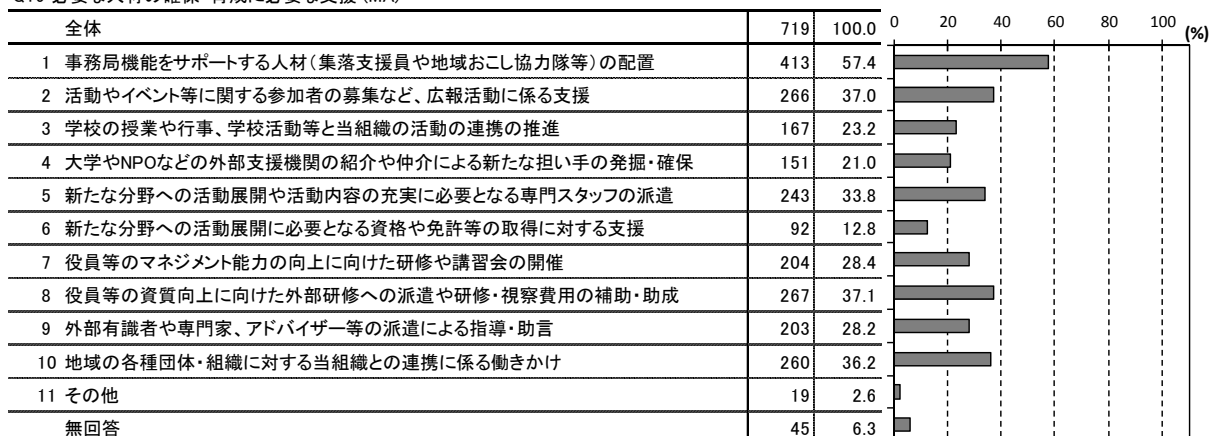 全体 719 100.0 0 20 40 60 80 100 (%)
1 事務局機能をサポートする人材(集落支援員や地域おこし協力隊等)の配置 413 57.4
2 活動やイベント等に関する参加者の募集など、広報活動に係る支援 266 37.0
3 学校の授業や行事、学校活動等と当組織の活動の連携の推進 167 23.2
4 大学やNPOなどの外部支援機関の紹介や仲介による新たな担い手の発掘・確保 151 21.0
5 新たな分野への活動展開や活動内容の充実に必要となる専門スタッフの派遣 243 33.8
6 新たな分野への活動展開に必要となる資格や免許等の取得に対する支援 92 12.8
7 役員等のマネジメント能力の向上に向けた研修や講習会の開催 204 28.4
8 役員等の資質向上に向けた外部研修への派遣や研修・視察費用の補助・助成 267 37.1
9 外部有識者や専門家、アドバイザー等の派遣による指導・助言 203 28.2
10 地域の各種団体・組織に対する当組織との連携に係る働きかけ 260 36.2
11 その他 19 2.6
無回答 45 6.3